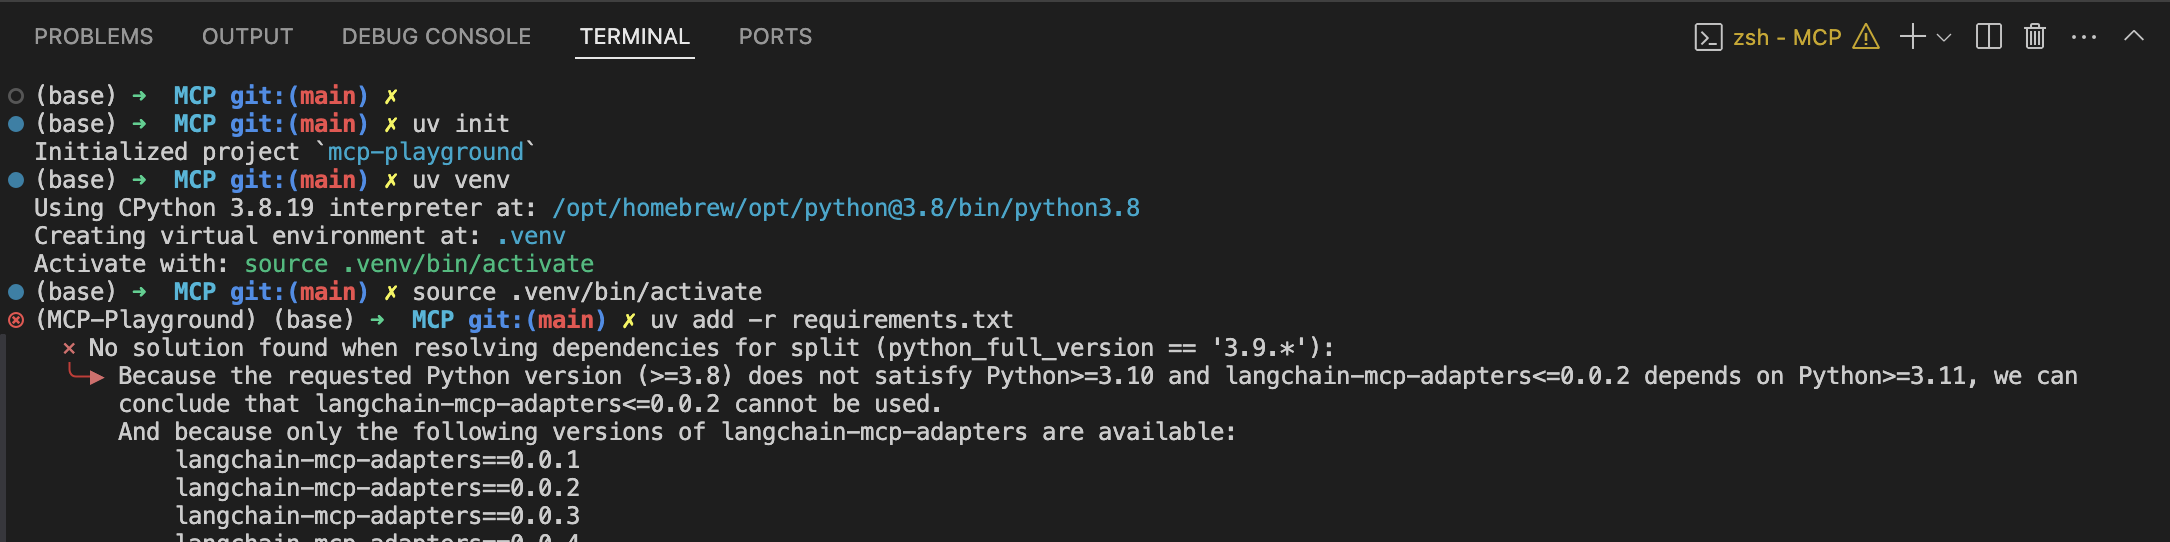 PROBLEMS OUTPUT DEBUG CONSOLE TERMINAL PORTS zsh - MCP
(base) ➜ MCP git:(main) ✗
(base) ➜ MCP git:(main) ✗ uv init
Initialized project `mcp-playground`
(base) ➜ MCP git:(main) ✗ uv venv
Using CPython 3.8.19 interpreter at: /opt/homebrew/opt/python@3.8/bin/python3.8
Creating virtual environment at: .venv
Activate with: source .venv/bin/activate
(base) ➜ MCP git:(main) ✗ source .venv/bin/activate
(MCP-Playground) (base) ➜ MCP git:(main) ✗ uv add -r requirements.txt
× No solution found when resolving dependencies for split (python_full_version == '3.9.*'):
Because the requested Python version (>=3.8) does not satisfy Python>=3.10 and langchain-mcp-adapters<=0.0.2 depends on Python>=3.11, we can
conclude that langchain-mcp-adapters<=0.0.2 cannot be used.
And because only the following versions of langchain-mcp-adapters are available:
langchain-mcp-adapters==0.0.1
langchain-mcp-adapters==0.0.2
langchain-mcp-adapters==0.0.3
langchain-mcp-adapters==0.0.4